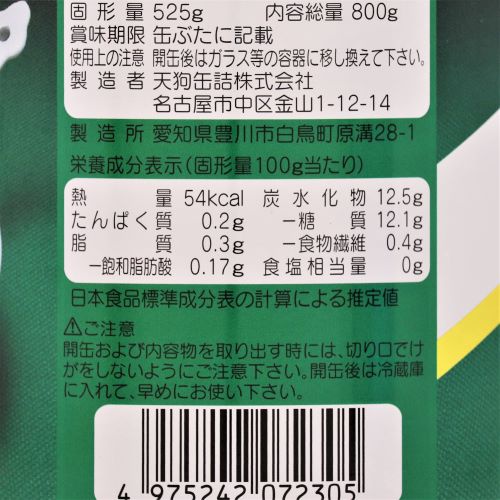 固形量 525g 内容総量 800g
賞味期限 缶ぶたに記載
使用上の注意 開缶後はガラス等の容器に移し換えて下さい。
製造者 天狗缶詰株式会社
名古屋市中区金山1-12-14
製造所 愛知県豊川市白鳥町原溝28-1
栄養成分表示(固形量100g当たり)
熱量 54kcal 炭水化物 12.5g
たんぱく質 0.2g ー糖質 12.1g
脂質 0.3g ー食物繊維 0.4g
ー飽和脂肪酸 0.17g 食塩相当量 0g
日本食品標準成分表の計算による推定値
⚠ご注意
開缶および内容物を取り出す時には、切り口でけ
がをしないようにご注意下さい。開缶後は冷蔵庫
に入れて、早めにお使い下さい。
4 975242 072305